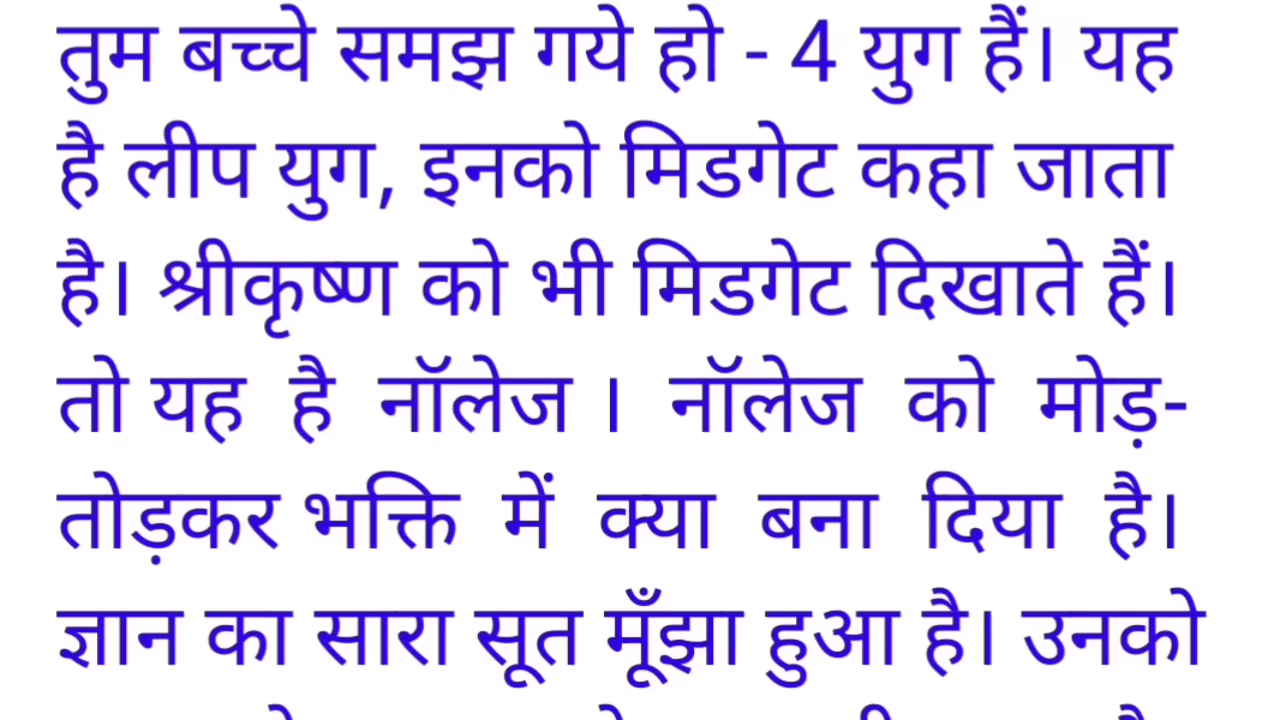 तुम बच्चे समझ गये हो - 4 युग हैं। यह
है लीप युग, इनको मिडगेट कहा जाता
है। श्रीकृष्ण को भी मिडगेट दिखाते हैं।
तो यह है नॉलेज । नॉलेज को मोड़-
तोड़कर भक्ति में क्या बना दिया है।
ज्ञान का सारा सूत मूँझा हुआ है। उनको